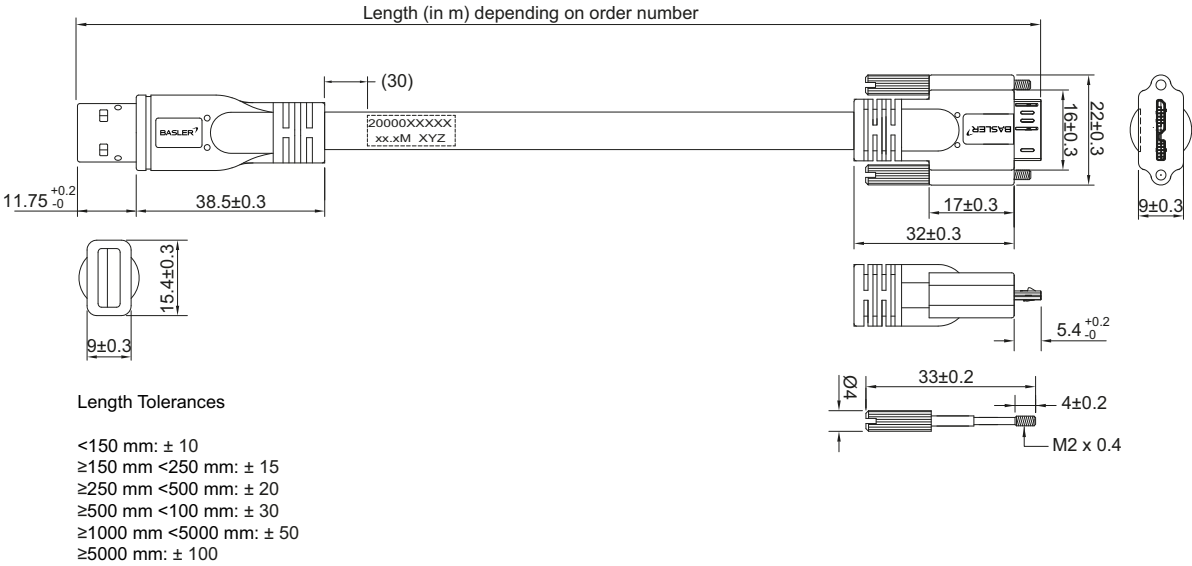 Length (in m) depending on order number
(30)
BASLER
20000XXXXX
xx.xM XYZ
BASLER
16±0.3
22±0.3
11.75 +0.2 -0
38.5±0.3
17±0.3
9±0.3
32±0.3
15.4±0.3
9±0.3
5.4 +0.2 -0
33±0.2
Ø4
4±0.2
M2 x 0.4
Length Tolerances
<150 mm: ± 10
≥150 mm <250 mm: ± 15
≥250 mm <500 mm: ± 20
≥500 mm <100 mm: ± 30
≥1000 mm <5000 mm: ± 50
≥5000 mm: ± 100